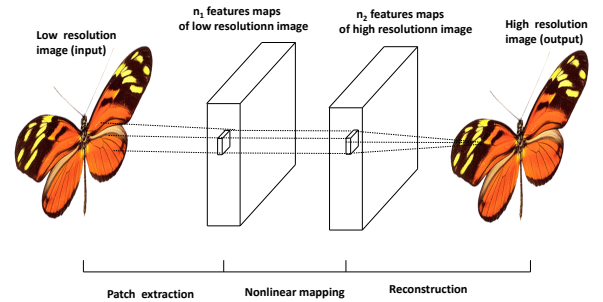 Low resolution
image (input)
n1 features maps
of low resolutionn image
n2 features maps
of high resolutionn image
High resolution
image (output)
Patch extraction
Nonlinear mapping
Reconstruction